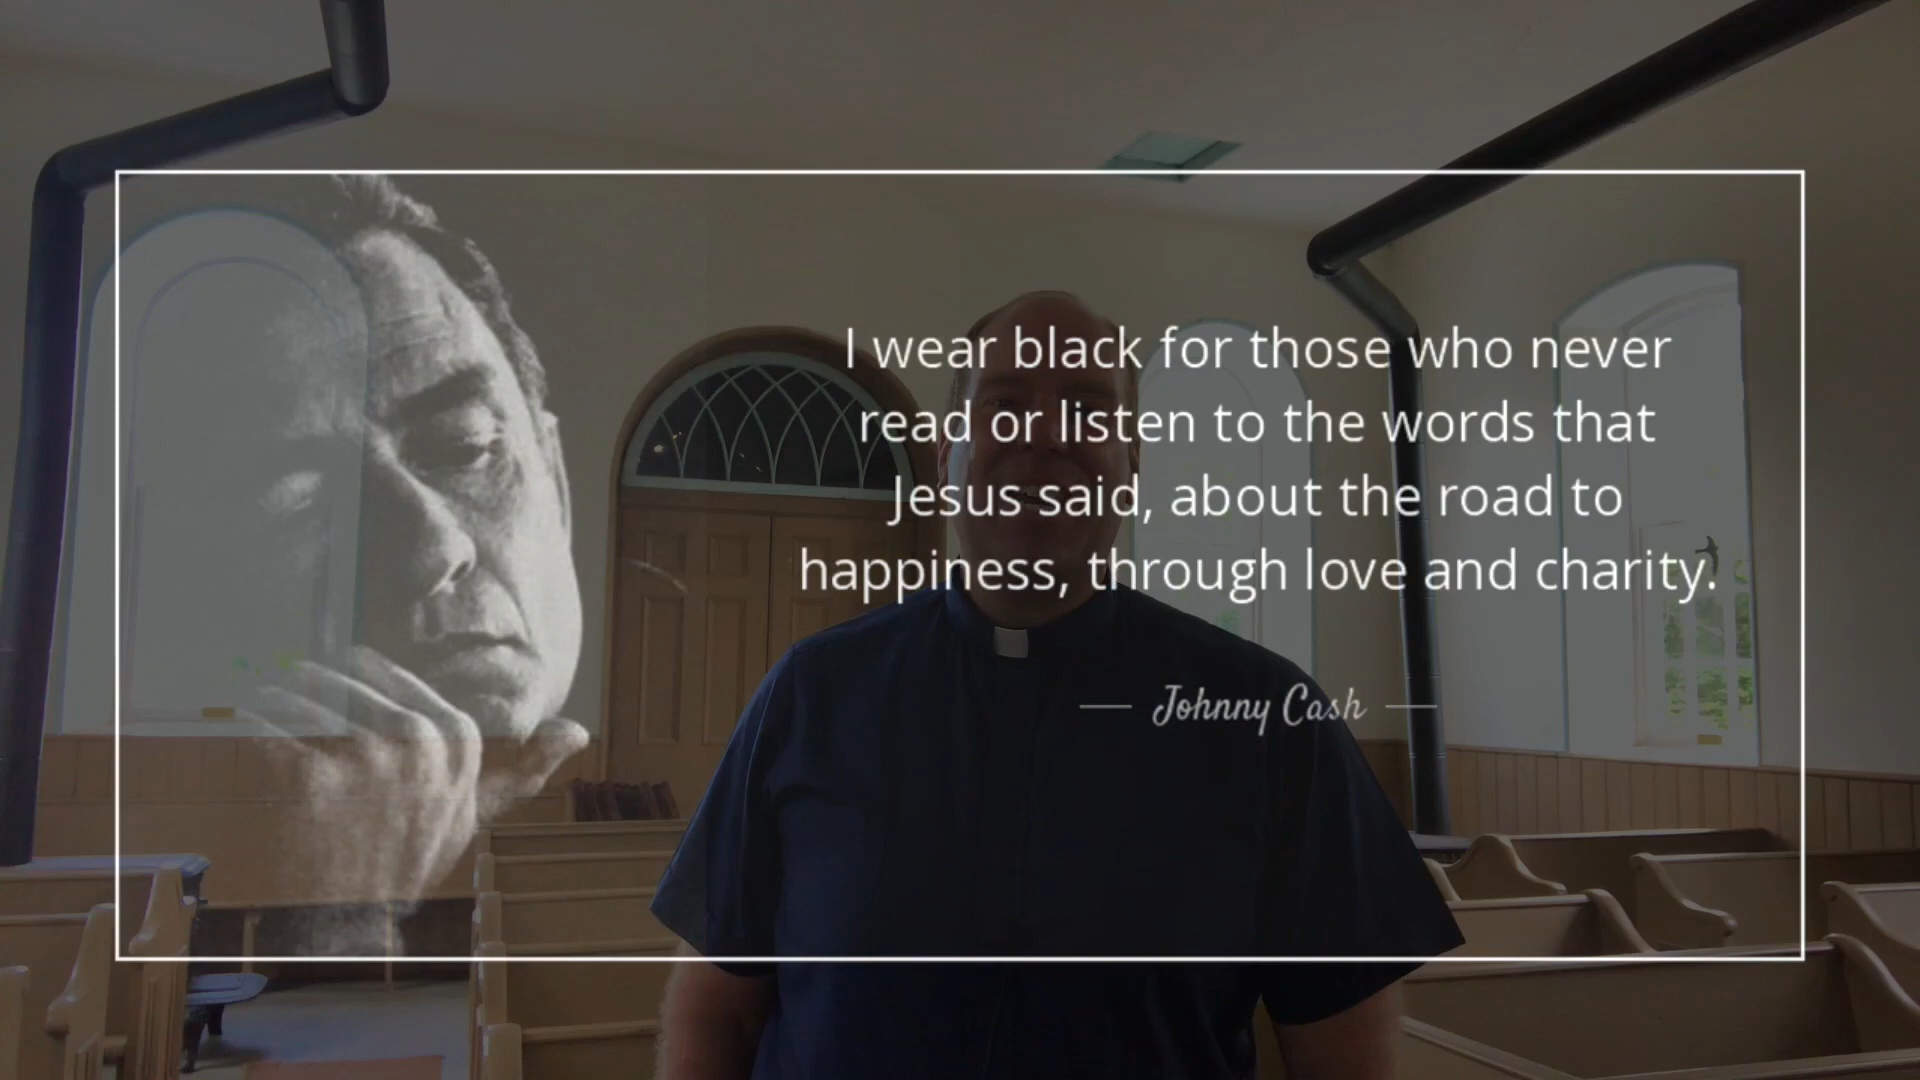 I wear black for those who never
read or listen to the words that
Jesus said, about the road to
happiness, through love and charity.
Johnny Cash